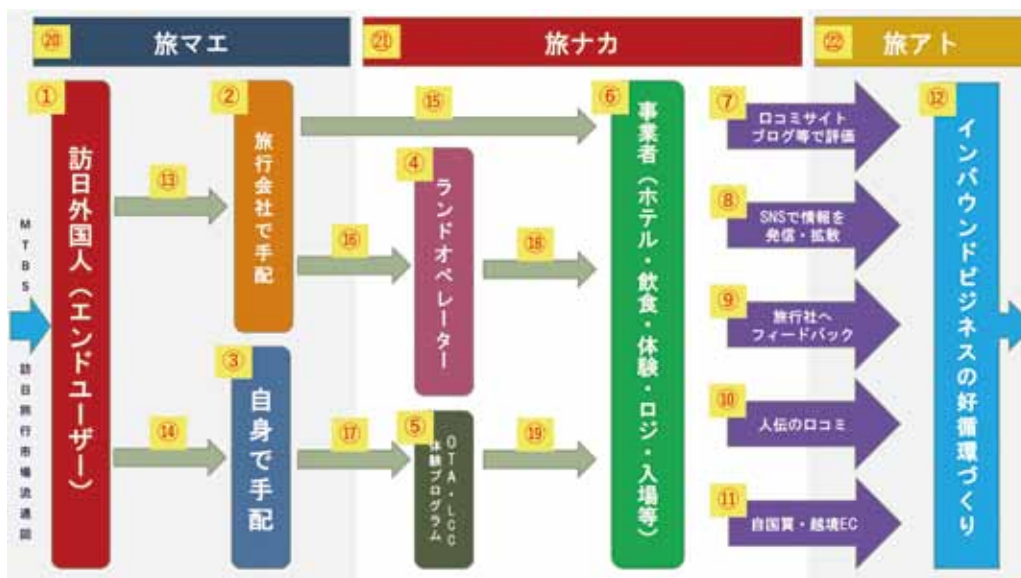 ⑳ 旅マエ
㉑ 旅ナカ
㉒ 旅アト
MTBS 訪日旅行市場流通図
① 訪日外国人（エンドユーザー）
⑬
⑭
② 旅行会社で手配
③ 自身で手配
⑮
⑯
⑰
④ ランドオペレーター
⑤ OTA・LCC
体験プログラム
⑱
⑲
⑥ 事業者（ホテル・飲食・体験・ロジ・入場等）
⑦ 口コミサイト
ブログ等で評価
⑧ SNSで情報を
発信・拡散
⑨ 旅行社へ
フィードバック
⑩ 人伝の口コミ
⑪ 自国買・越境EC
⑫ インバウンドビジネスの好循環づくり